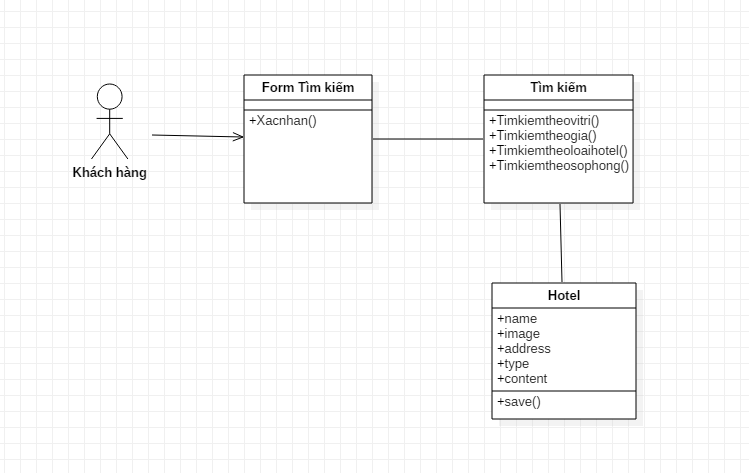 Form Tìm kiếm
+Xacnhan()
Tìm kiếm
+Timkiemtheovitri()
+Timkiemtheogia()
+Timkiemtheoloaihotel()
+Timkiemtheosophong()
Khách hàng
Hotel
+name
+image
+address
+type
+content
+save()